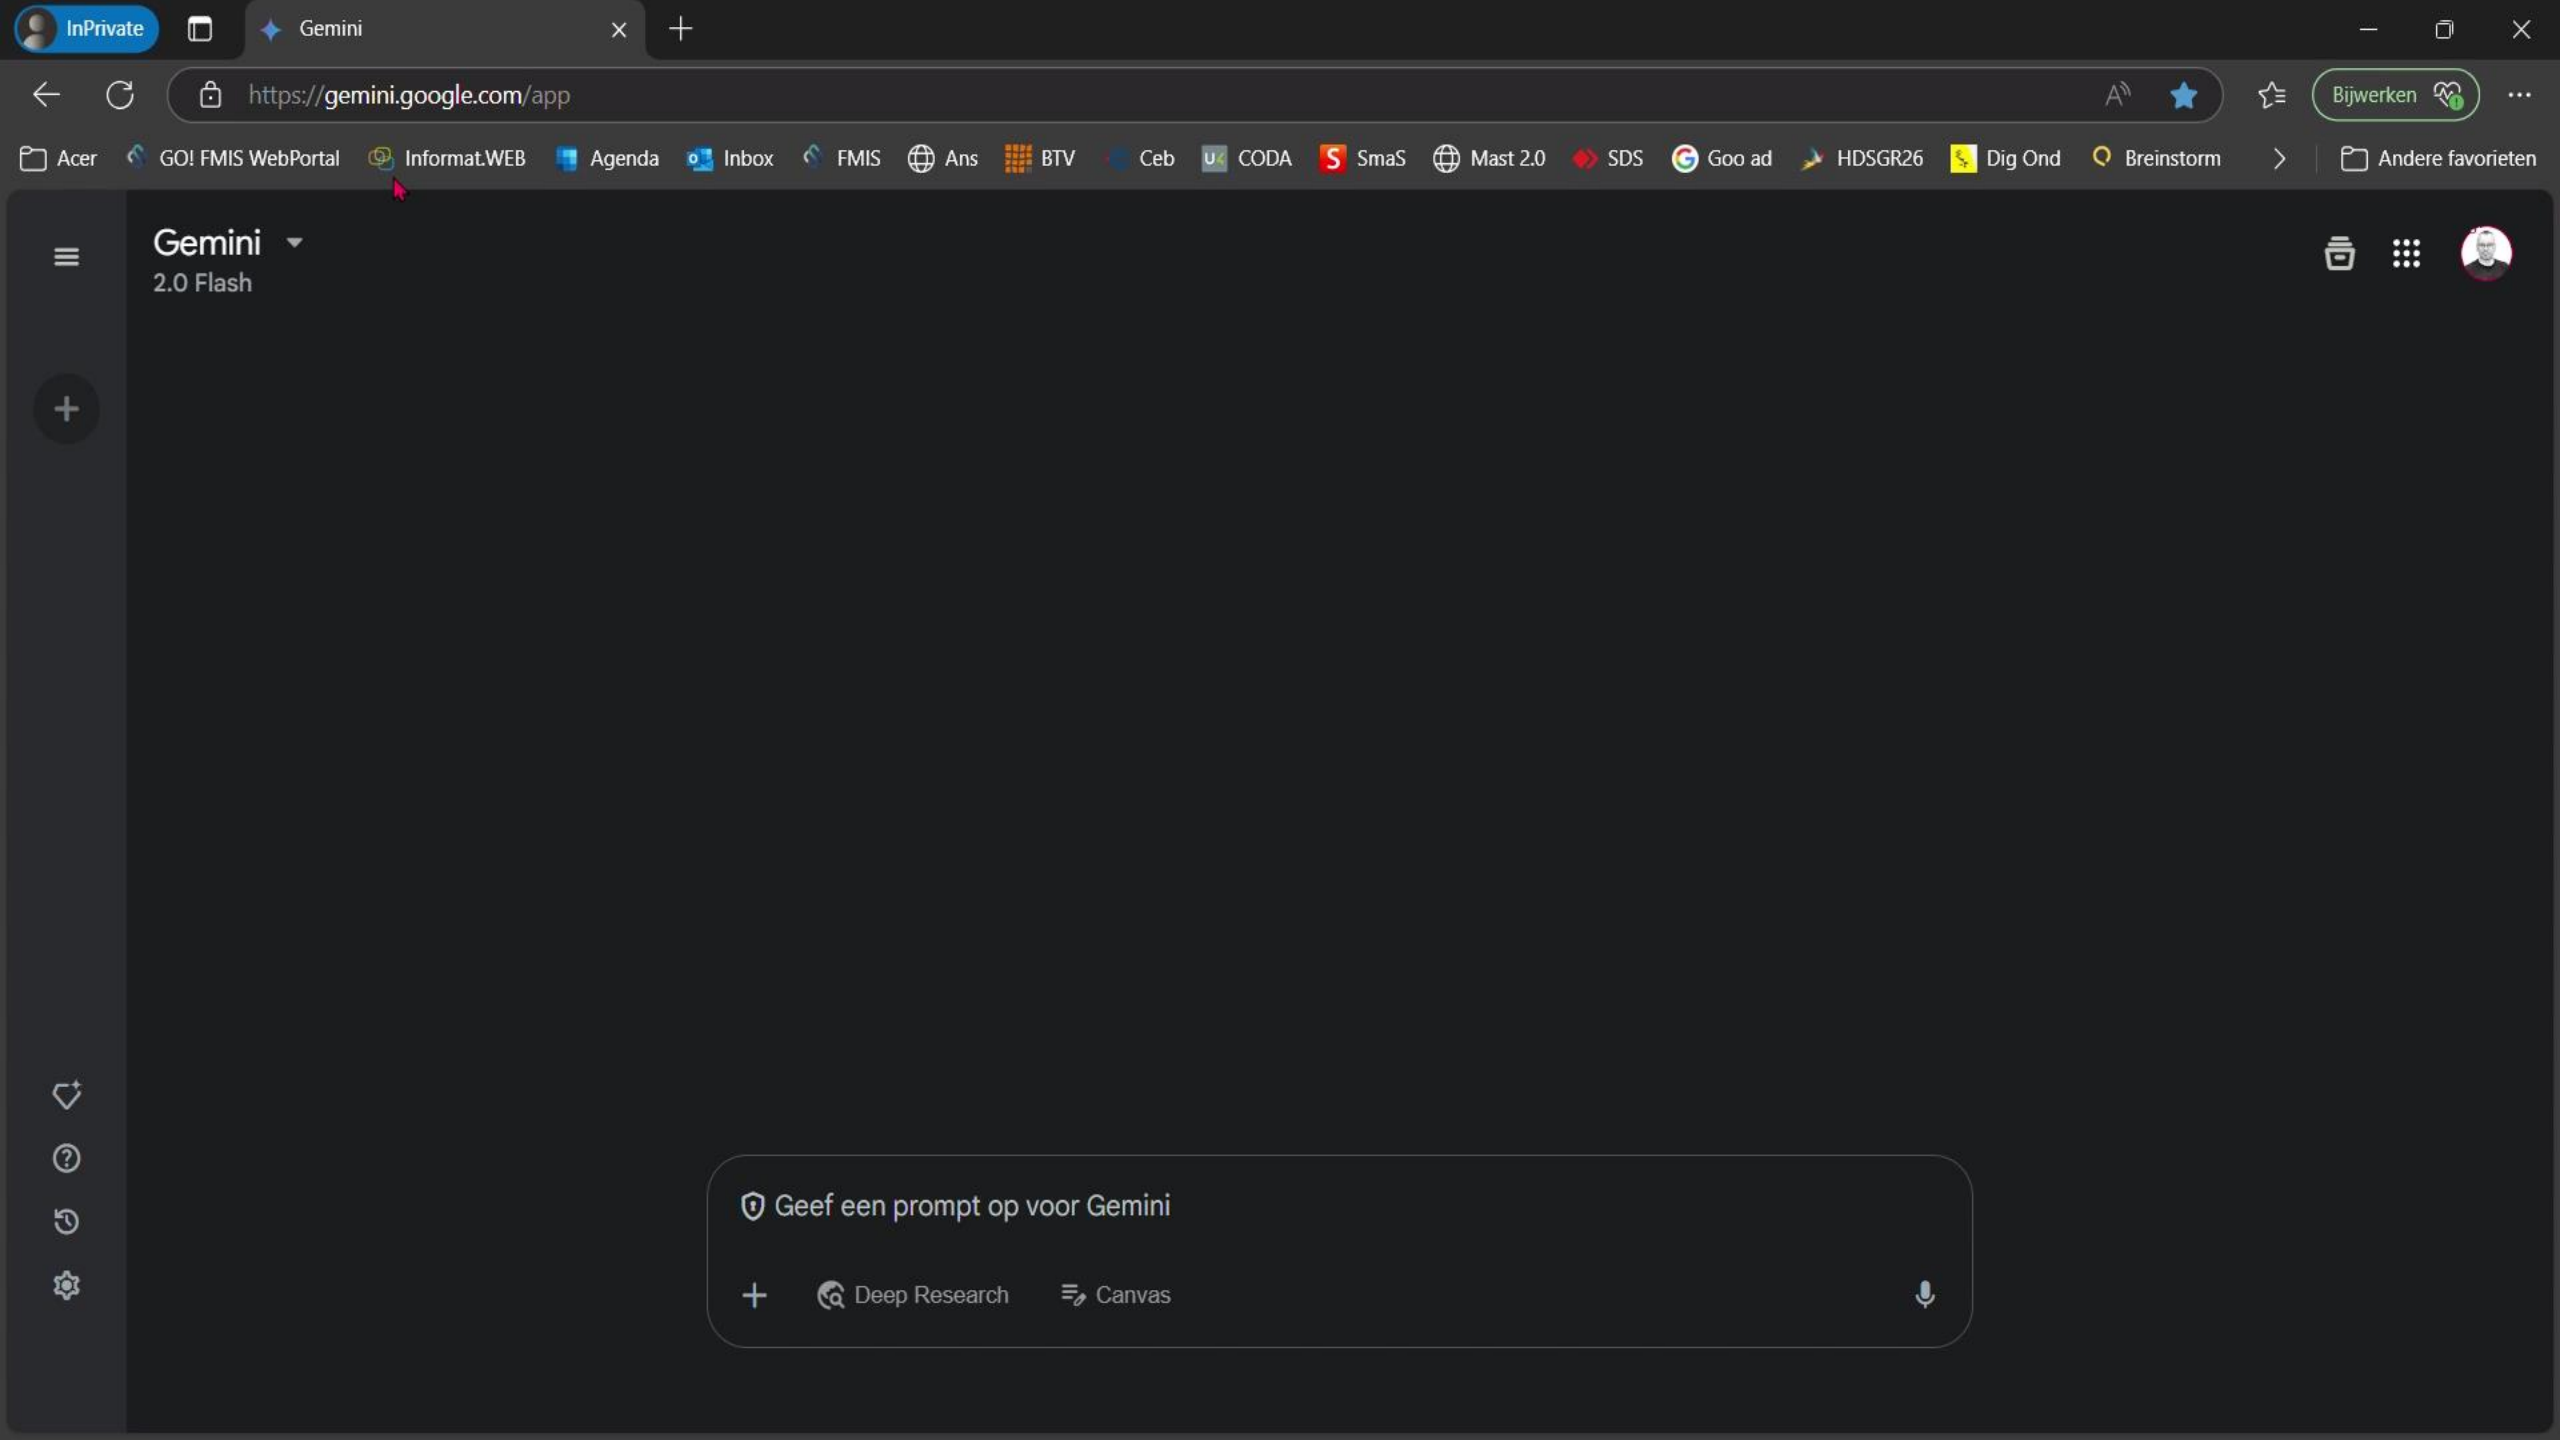 InPrivate
Gemini
https://gemini.google.com/app
Bijwerken
Acer
GO! FMIS WebPortal
Informat.WEB
Agenda
Inbox
FMIS
Ans
BTV
Ceb
CODA
SmaS
Mast 2.0
SDS
Goo ad
HDSGR26
Dig Ond
Breinstorm
Andere favorieten
Gemini
2.0 Flash
Geef een prompt op voor Gemini
Deep Research
Canvas